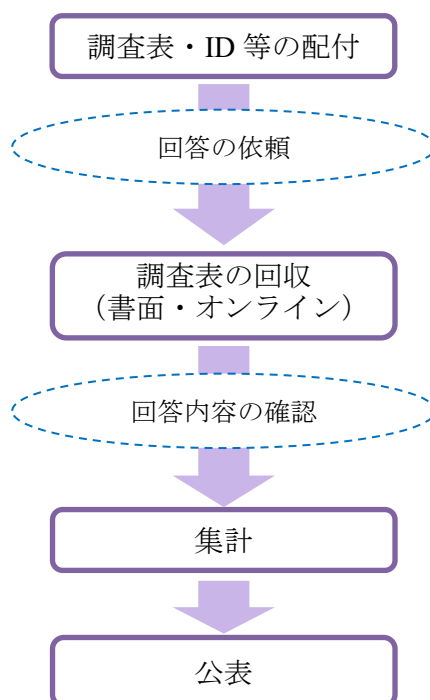 調査表・ID 等の配付
回答の依頼
調査表の回収
（書面・オンライン）
回答内容の確認
集計
公表